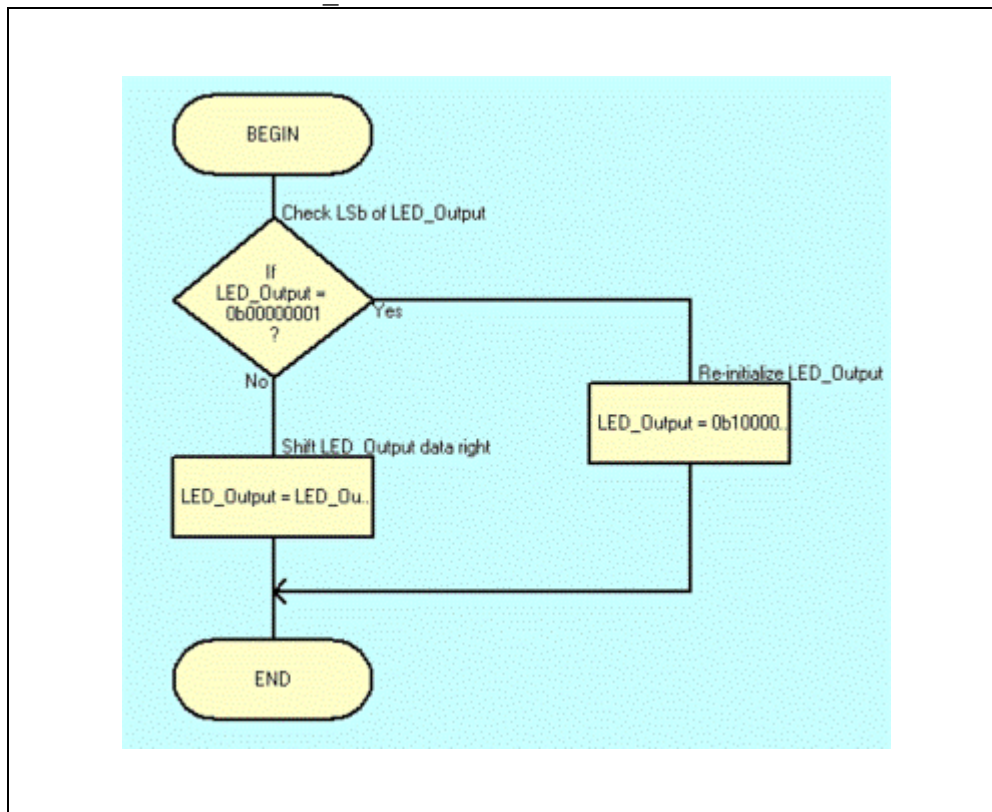 BEGIN
Check LSb of LED_Output
If
LED_Output =
0b00000001
?
Yes
No
Re-initialize LED_Output
LED_Output = 0b10000..
Shift LED_Output data right
LED_Output = LED_Ou..
END